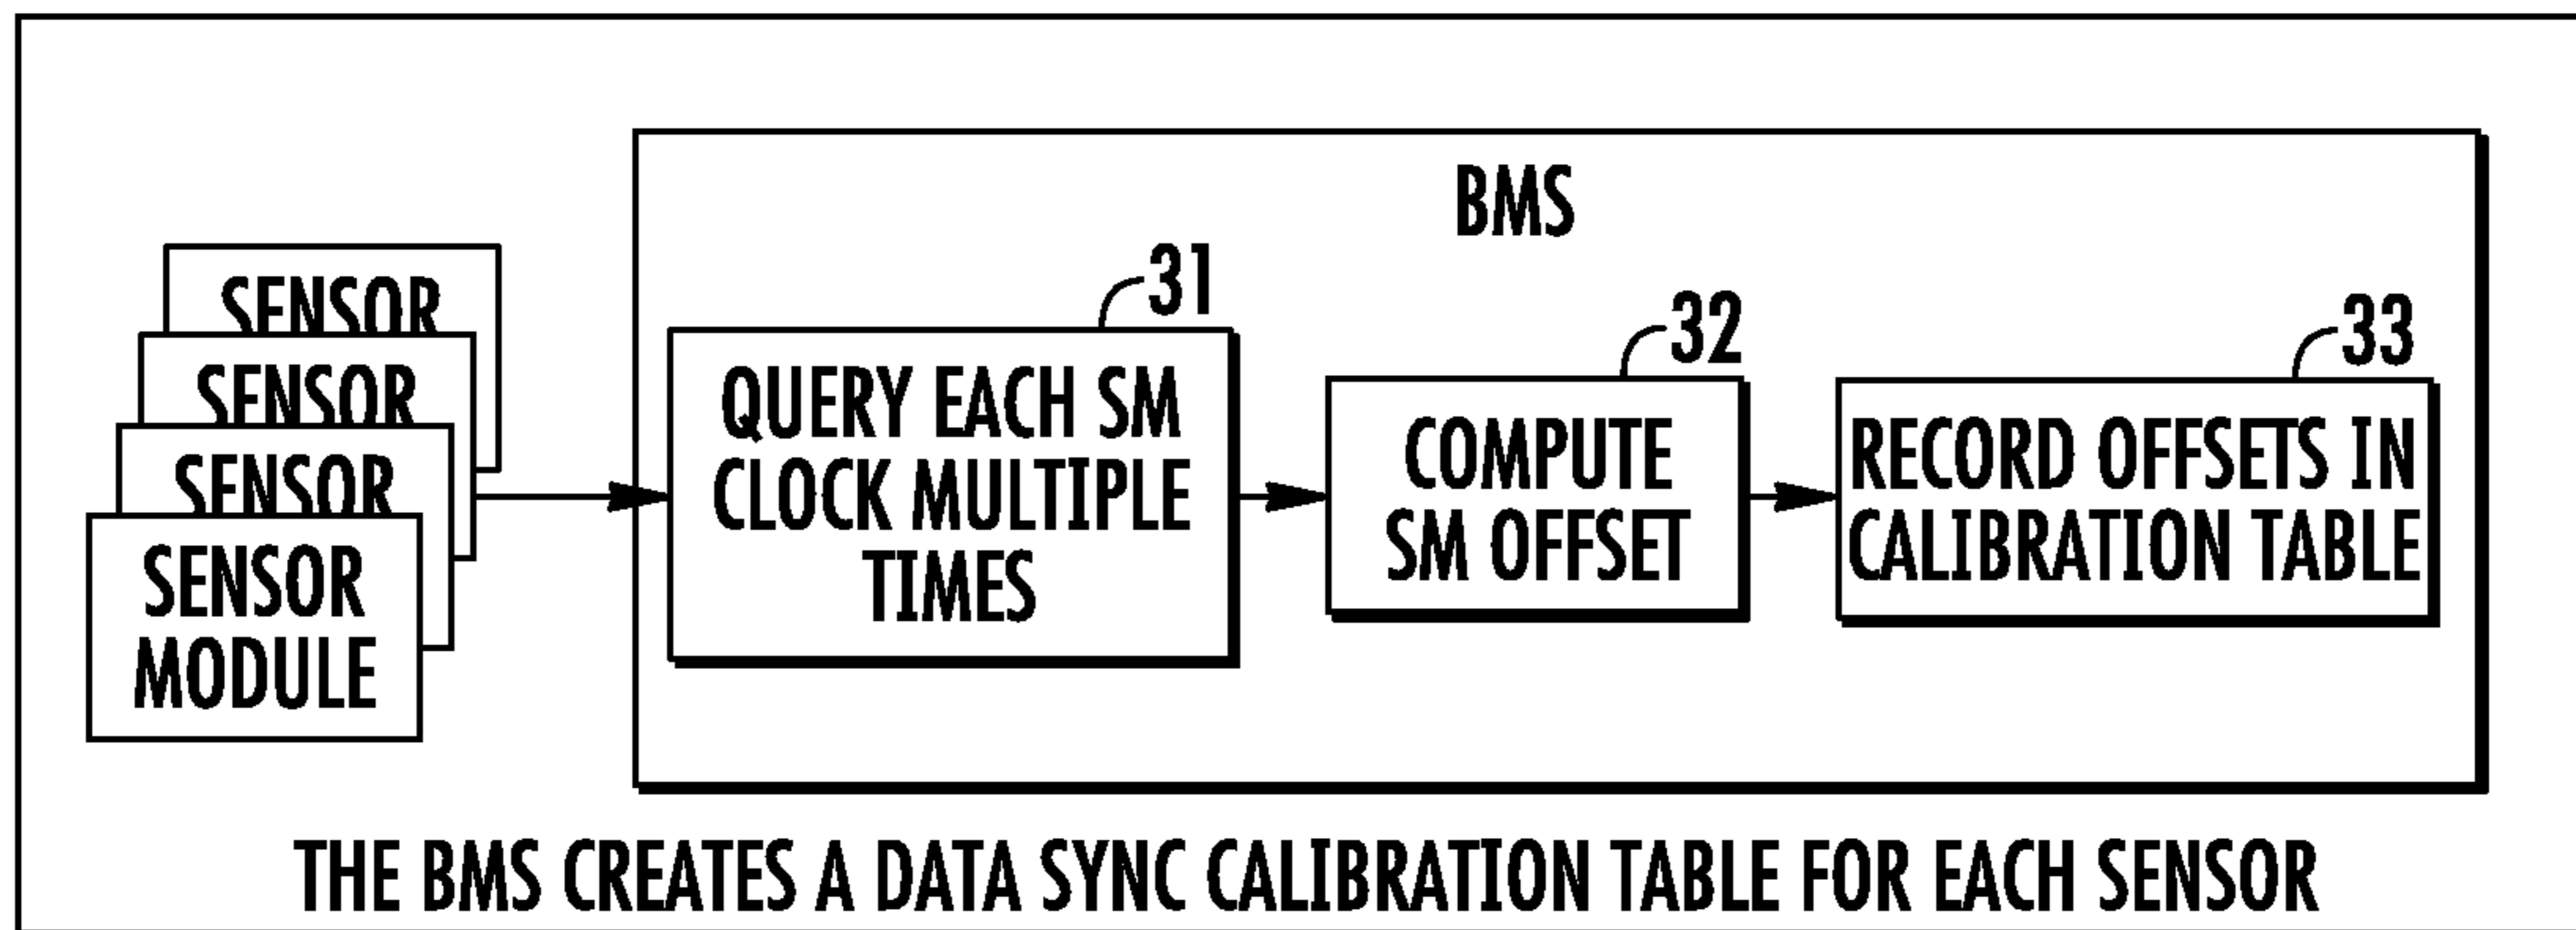 BMS
SENSOR
SENSOR
SENSOR
SENSOR
MODULE
31
QUERY EACH SM
CLOCK MULTIPLE
TIMES
32
COMPUTE
SM OFFSET
33
RECORD OFFSETS IN
CALIBRATION TABLE
THE BMS CREATES A DATA SYNC CALIBRATION TABLE FOR EACH SENSOR